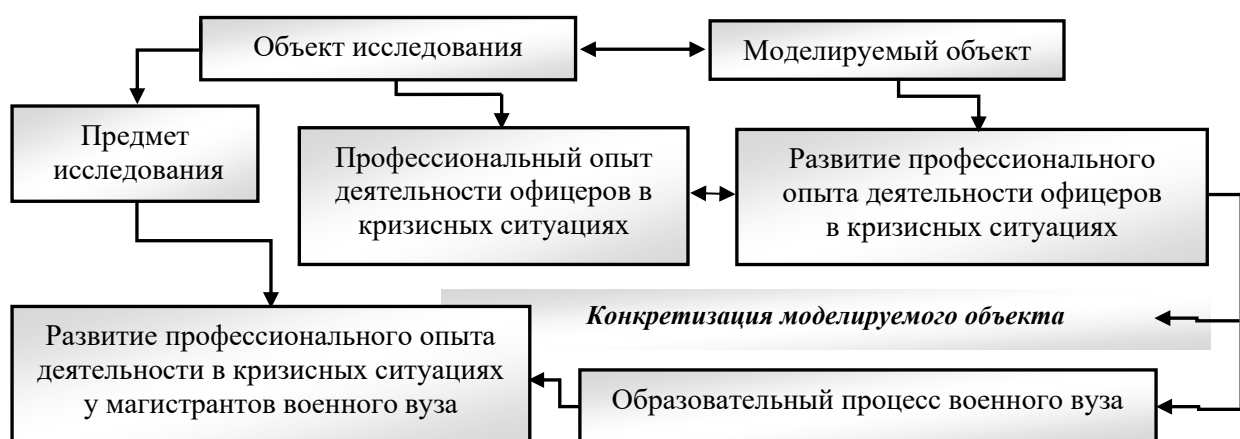 Объект исследования
Моделируемый объект
Предмет
исследования
Профессиональный опыт
деятельности офицеров в
кризисных ситуациях
Развитие профессионального
опыта деятельности офицеров
в кризисных ситуациях
Конкретизация моделируемого объекта
Развитие профессионального опыта
деятельности в кризисных ситуациях
у магистрантов военного вуза
Образовательный процесс военного вуза